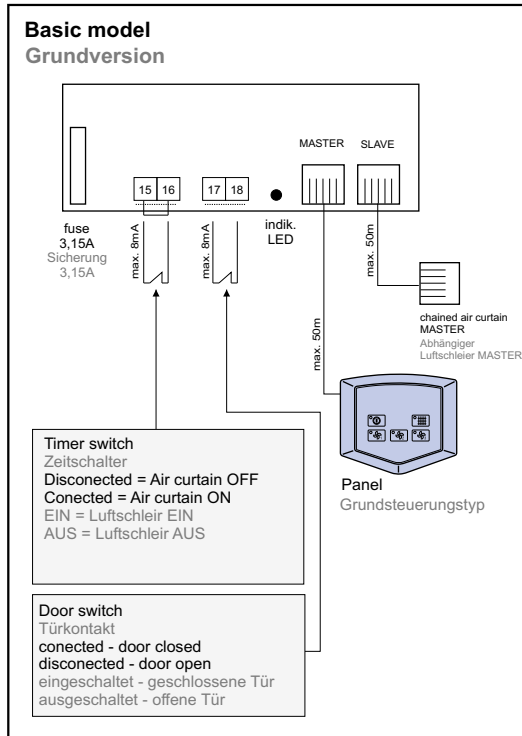 Basic model
Grundversion
MASTER
SLAVE
15 16
17 18
fuse
3,15A
Sicherung
3,15A
max. 8mA
max. 8mA
indik.
LED
max. 50m
max. 50m
chained air curtain
MASTER
Abhängiger
Luftschleier MASTER
Panel
Grundsteuerungstyp
Timer switch
Zeitschalter
Disconected = Air curtain OFF
Conected = Air curtain ON
EIN = Luftschleir EIN
AUS = Luftschleir AUS
Door switch
Türkontakt
conected - door closed
disconected - door open
eingeschaltet - geschlossene Tür
ausgeschaltet - offene Tür